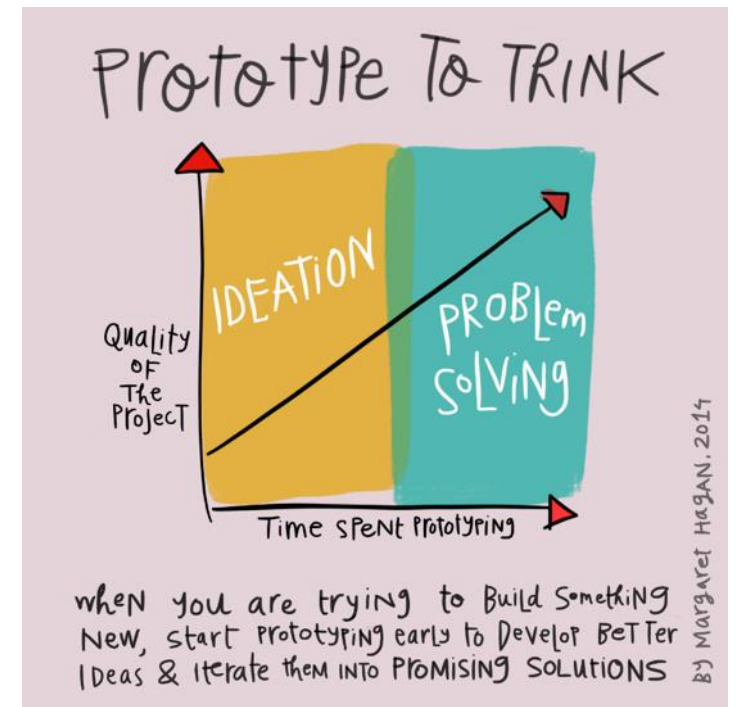 Prototype To THINK
IDEATION
PROBLem
SOLVING
Quality
OF
The
Project
Time spent Prototyping
when you are trying to Build Something
New, start prototyping early to Develop Better
Ideas & Iterate them INTO PROMISING SOLUTIONS
By Margaret Hagan, 2014